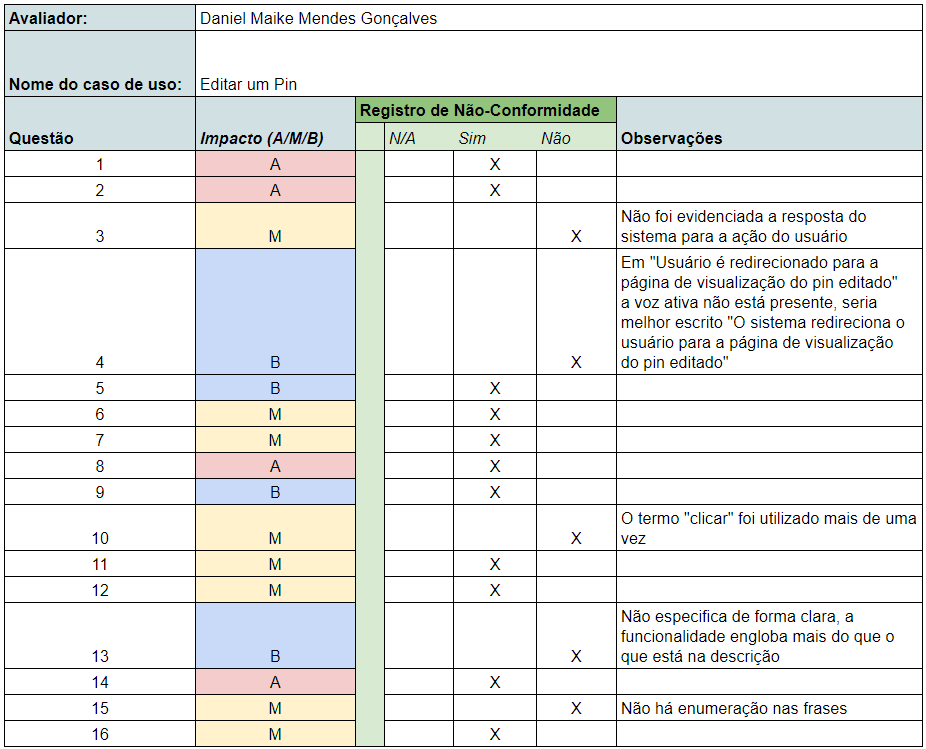 Avaliador: Daniel Maike Mendes Gonçalves
Nome do caso de uso: Editar um Pin
Registro de Não-Conformidade
Questão Impacto (A/M/B) N/A Sim Não Observações
1 A X
2 A X
Não foi evidenciada a resposta do
3 M X sistema para a ação do usuário
Em "Usuário é redirecionado para a
página de visualização do pin editado"
a voz ativa não está presente, seria
melhor escrito "O sistema redireciona o
usuário para a página de visualização
4 B X do pin editado"
5 B X
6 M X
7 M X
8 A X
9 B X
O termo "clicar" foi utilizado mais de uma
10 M X vez
11 M X
12 M X
Não especifica de forma clara, a
funcionalidade engloba mais do que o
13 B X que está na descrição
14 A X
15 M X Não há enumeração nas frases
16 M X